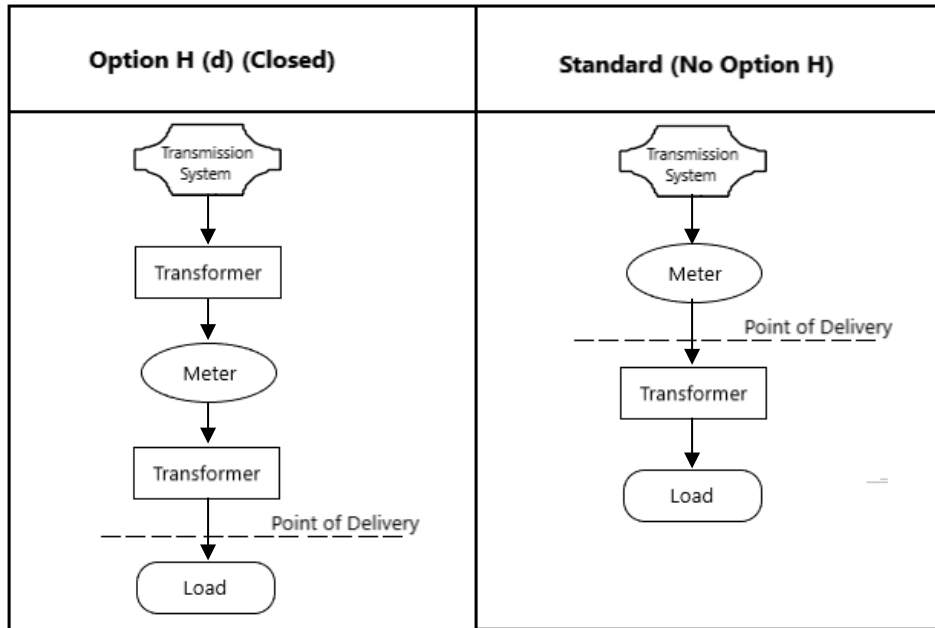 Option H (d) (Closed)
Standard (No Option H)
Transmission
System
Transformer
Meter
Transformer
Point of Delivery
Load
Transmission
System
Meter
Point of Delivery
Transformer
Load